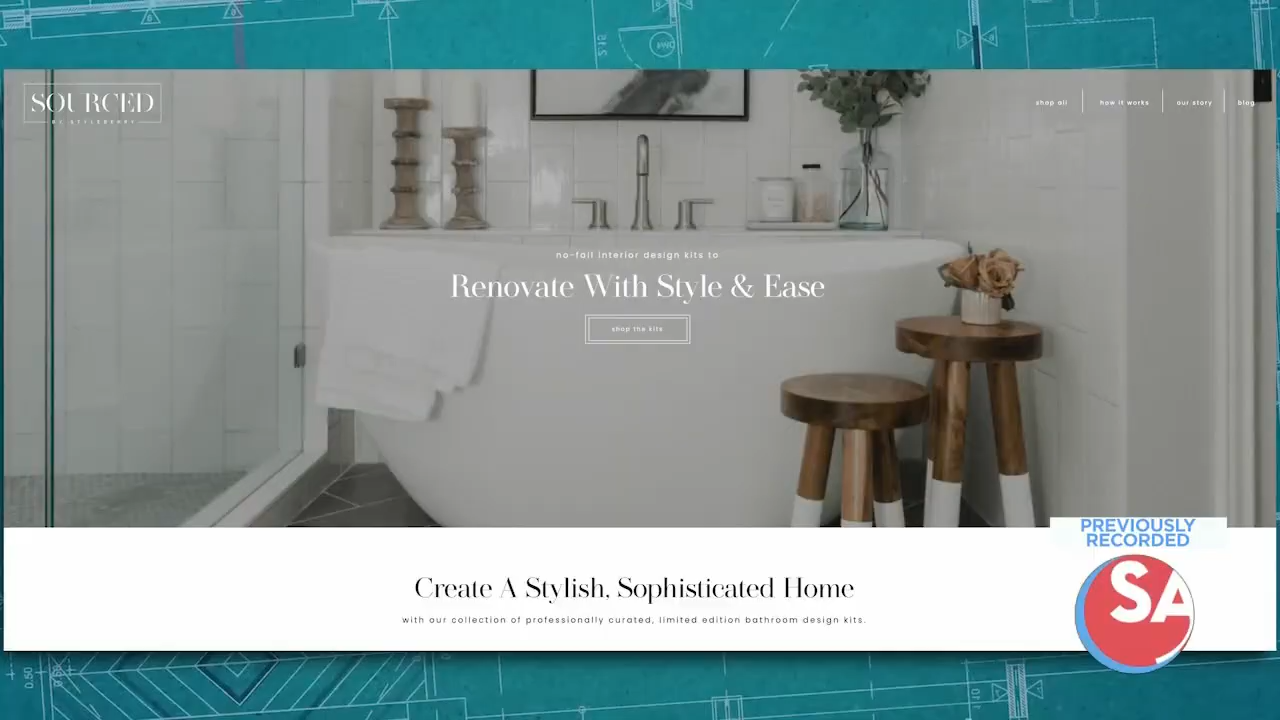 SOURCED
BY STYLEBERRY
shop all
how it works
our story
blog
no-fail interior design kits to
Renovate With Style & Ease
shop the kits
Create A Stylish, Sophisticated Home
with our collection of professionally curated, limited edition bathroom design kits.
PREVIOUSLY
RECORDED
SA
0.50